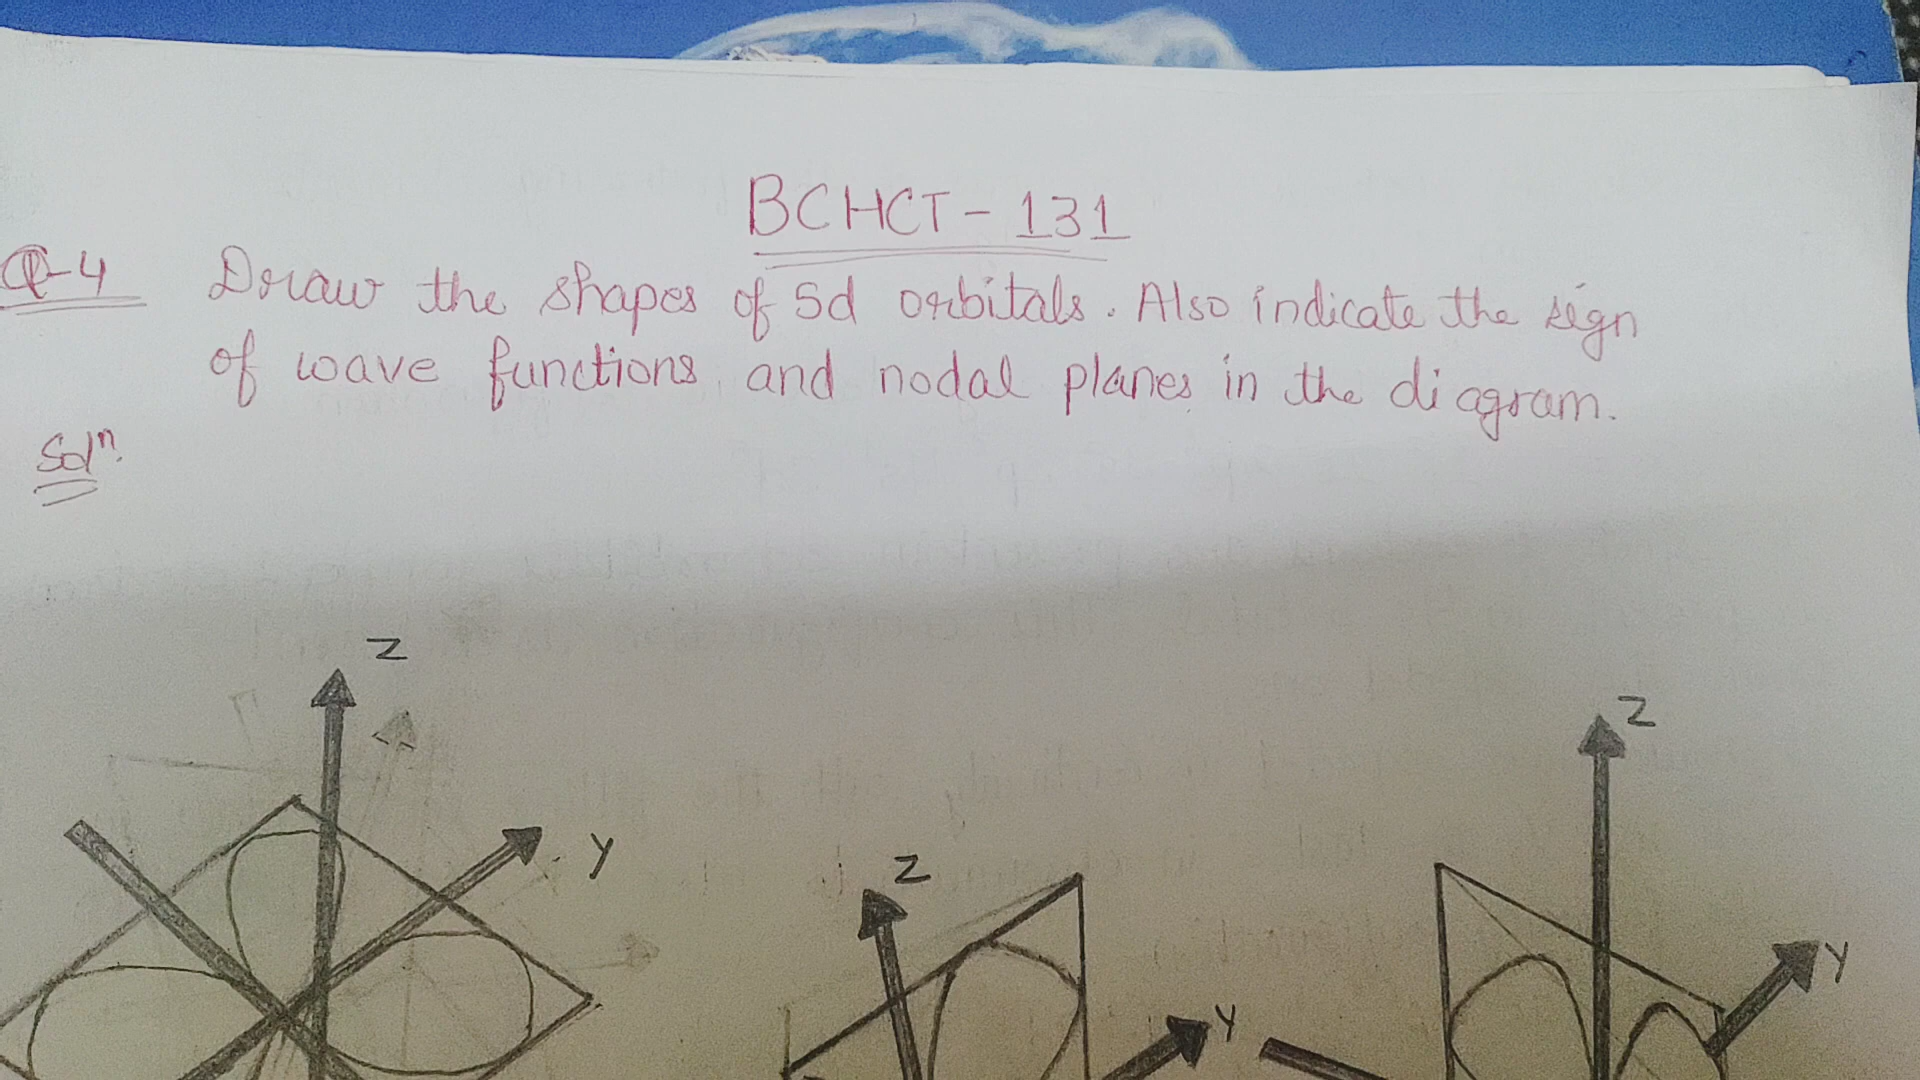 BCHCT-131
Q-4 Draw the shapes of 5d orbitals. Also indicate the sign
of wave functions and nodal planes in the diagram.
Solⁿ.
Z
Y
Z
Y
Z
Y